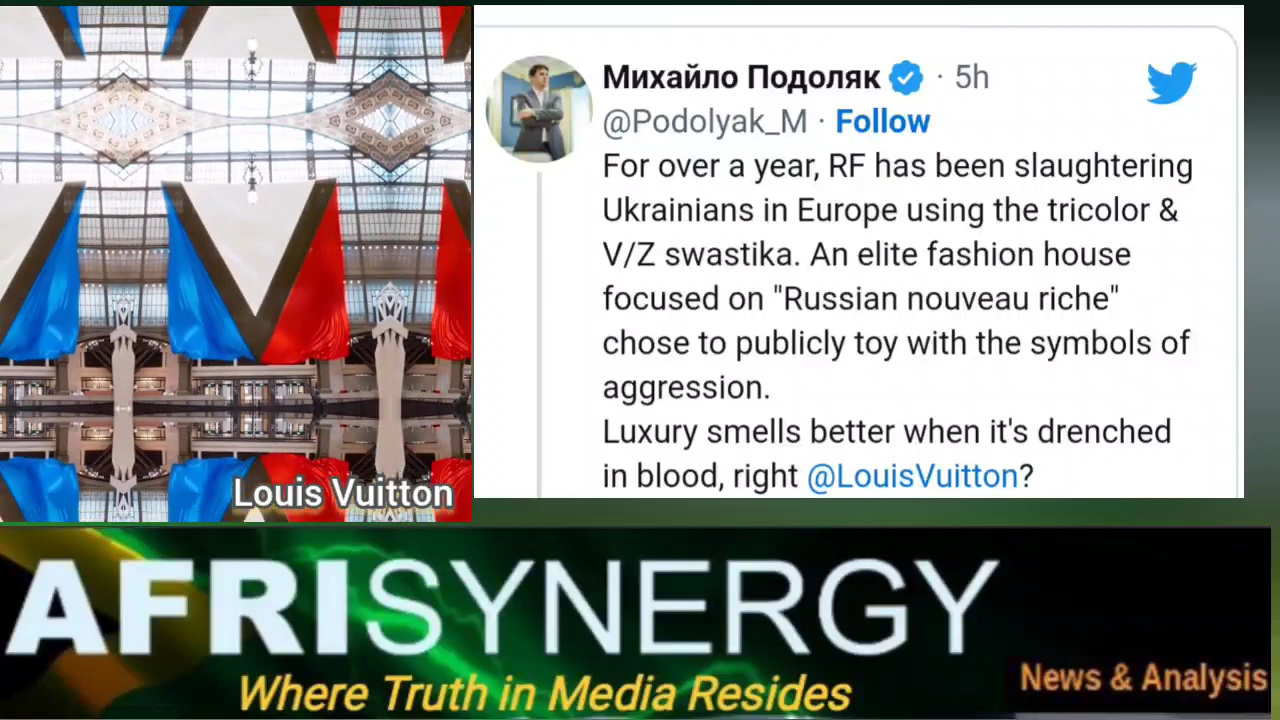 Louis Vuitton
Михайло Подоляк · 5h
@Podolyak_M · Follow
For over a year, RF has been slaughtering
Ukrainians in Europe using the tricolor &
V/Z swastika. An elite fashion house
focused on "Russian nouveau riche"
chose to publicly toy with the symbols of
aggression.
Luxury smells better when it's drenched
in blood, right @LouisVuitton?
AFRISYNERGY
Where Truth in Media Resides
News & Analysis